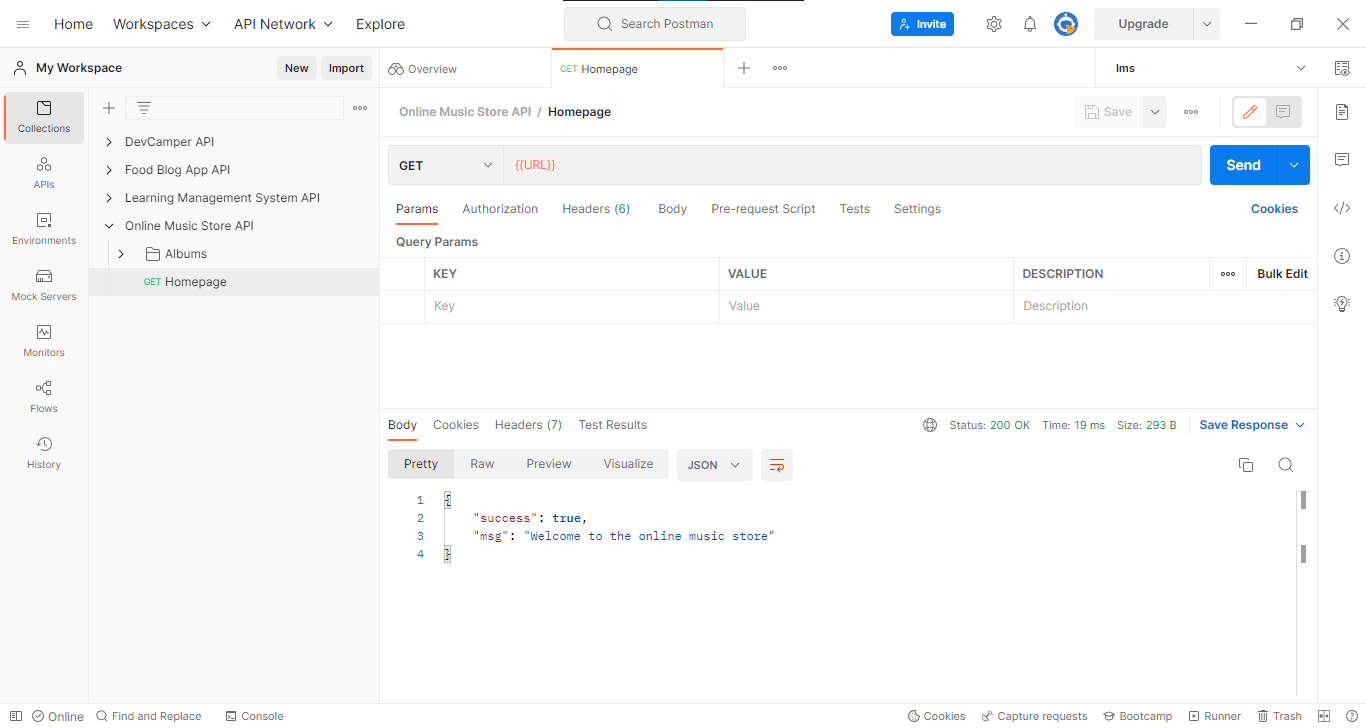 Home Workspaces API Network Explore Search Postman Invite Upgrade
My Workspace New Import Overview GET Homepage lms
Collections
APIs
Environments
Mock Servers
Monitors
Flows
History
DevCamper API
Food Blog App API
Learning Management System API
Online Music Store API
Albums
GET Homepage
Online Music Store API / Homepage Save
GET {{URL}} Send
Params Authorization Headers (6) Body Pre-request Script Tests Settings Cookies
Query Params
KEY VALUE DESCRIPTION Bulk Edit
Key Value Description
Body Cookies Headers (7) Test Results Status: 200 OK Time: 19 ms Size: 293 B Save Response
Pretty Raw Preview Visualize JSON
1 {
2 "success": true,
3 "msg": "Welcome to the online music store"
4 }
Online Find and Replace Console Cookies Capture requests Bootcamp Runner Trash